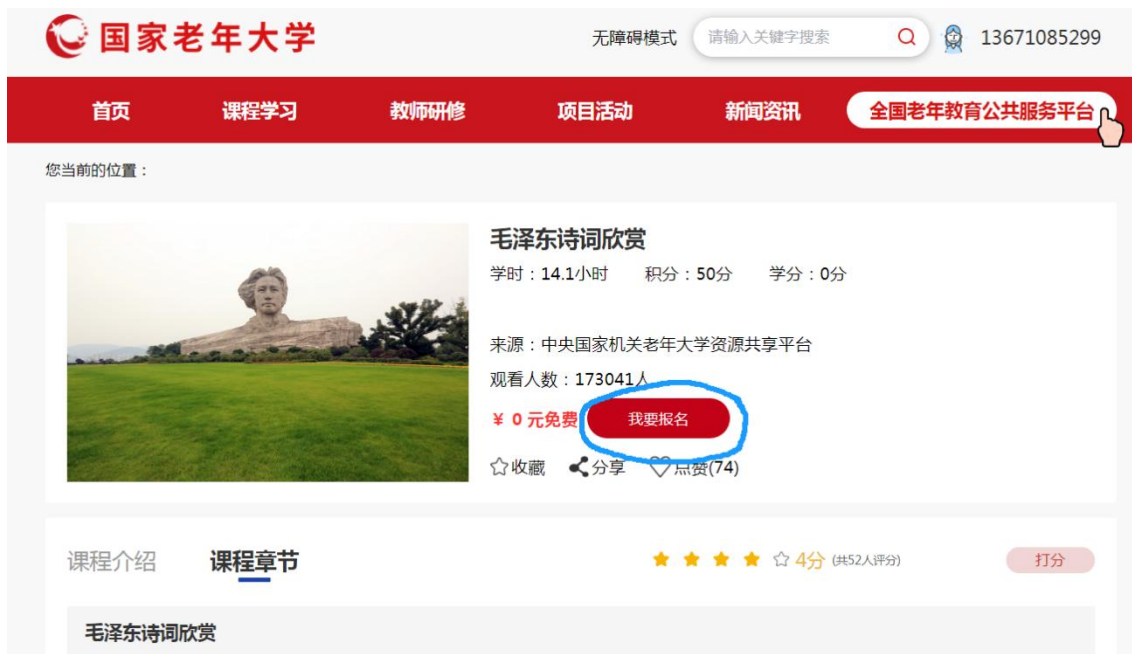 国家老年大学
无障碍模式 请输入关键字搜索 13671085299
首页 课程学习 教师研修 项目活动 新闻资讯 全国老年教育公共服务平台
您当前的位置：
毛泽东诗词欣赏
学时：14.1小时 积分：50分 学分：0分
来源：中央国家机关老年大学资源共享平台
观看人数：173041人
¥ 0 元免费 我要报名
收藏 分享 点赞(74)
课程介绍 课程章节 4分 (共52人评分) 打分
毛泽东诗词欣赏